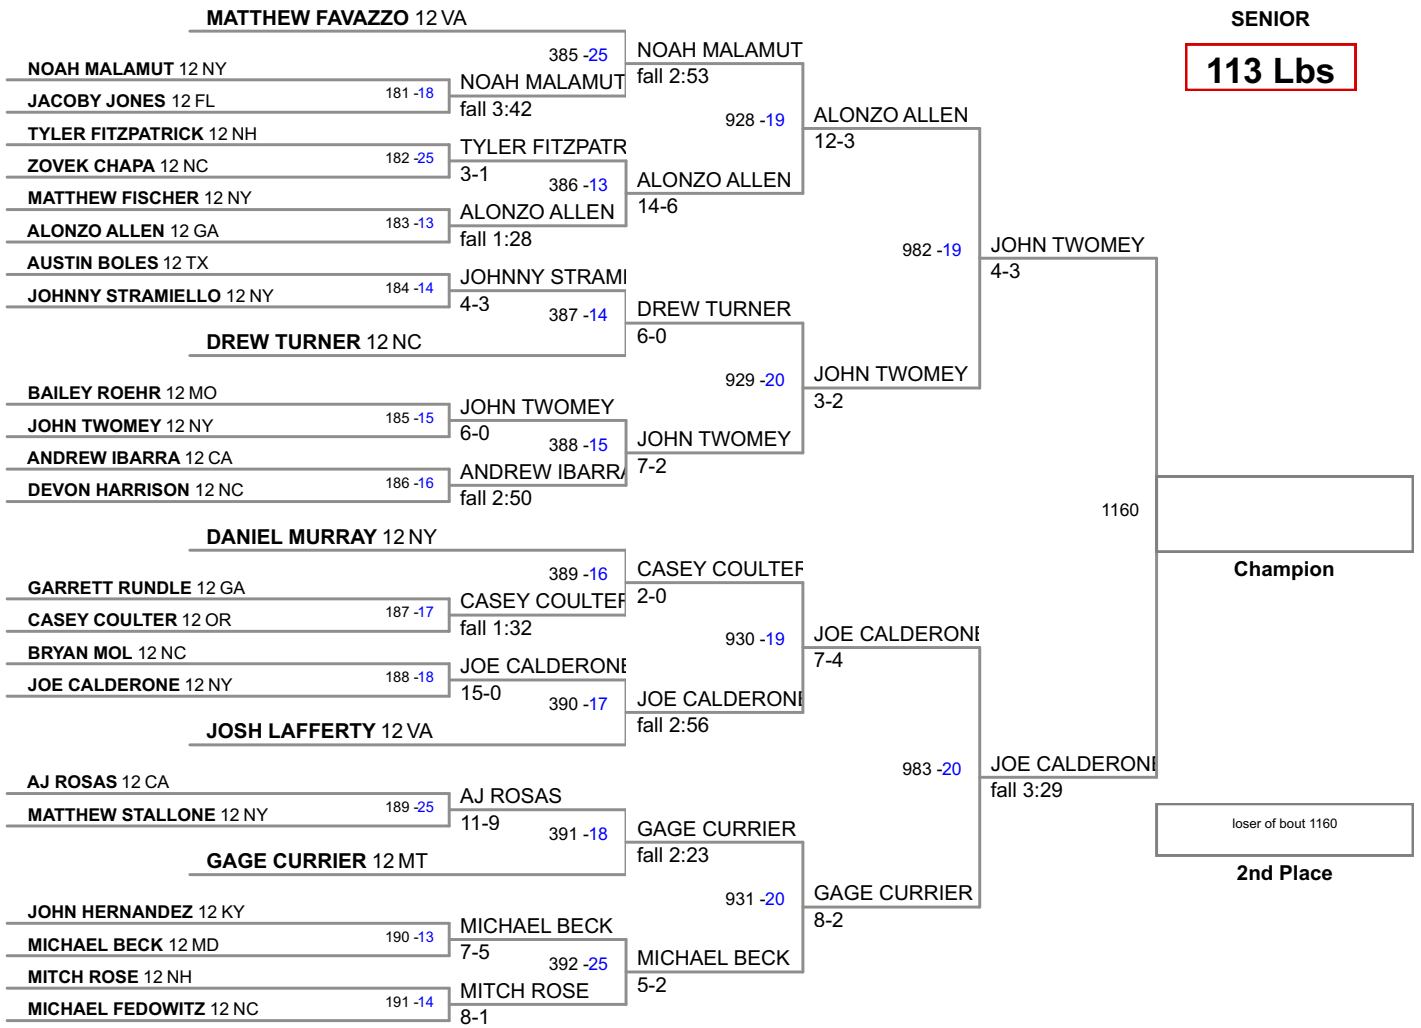 MATTHEW FAVAZZO 12 VA
SENIOR
113 Lbs
385 -25
NOAH MALAMUT
fall 2:53
NOAH MALAMUT 12 NY
JACOBY JONES 12 FL
181 -18
NOAH MALAMUT
fall 3:42
928 -19
ALONZO ALLEN
12-3
TYLER FITZPATRICK 12 NH
ZOVEK CHAPA 12 NC
182 -25
TYLER FITZPATR
3-1
386 -13
ALONZO ALLEN
14-6
MATTHEW FISCHER 12 NY
ALONZO ALLEN 12 GA
183 -13
ALONZO ALLEN
fall 1:28
982 -19
JOHN TWOMEY
4-3
AUSTIN BOLES 12 TX
JOHNNY STRAMIELLO 12 NY
184 -14
JOHNNY STRAMI
4-3
387 -14
DREW TURNER
6-0
DREW TURNER 12 NC
929 -20
JOHN TWOMEY
3-2
BAILEY ROEHR 12 MO
JOHN TWOMEY 12 NY
185 -15
JOHN TWOMEY
6-0
388 -15
JOHN TWOMEY
7-2
ANDREW IBARRA 12 CA
DEVON HARRISON 12 NC
186 -16
ANDREW IBARRA
fall 2:50
1160
Champion
DANIEL MURRAY 12 NY
389 -16
CASEY COULTER
2-0
GARRETT RUNDLE 12 GA
CASEY COULTER 12 OR
187 -17
CASEY COULTER
fall 1:32
930 -19
JOE CALDERONE
7-4
BRYAN MOL 12 NC
JOE CALDERONE 12 NY
188 -18
JOE CALDERONE
15-0
390 -17
JOE CALDERONE
fall 2:56
JOSH LAFFERTY 12 VA
983 -20
JOE CALDERONE
fall 3:29
AJ ROSAS 12 CA
MATTHEW STALLONE 12 NY
189 -25
AJ ROSAS
11-9
391 -18
GAGE CURRIER
fall 2:23
loser of bout 1160
2nd Place
GAGE CURRIER 12 MT
931 -20
GAGE CURRIER
8-2
JOHN HERNANDEZ 12 KY
MICHAEL BECK 12 MD
190 -13
MICHAEL BECK
7-5
392 -25
MICHAEL BECK
5-2
MITCH ROSE 12 NH
MICHAEL FEDOWITZ 12 NC
191 -14
MITCH ROSE
8-1